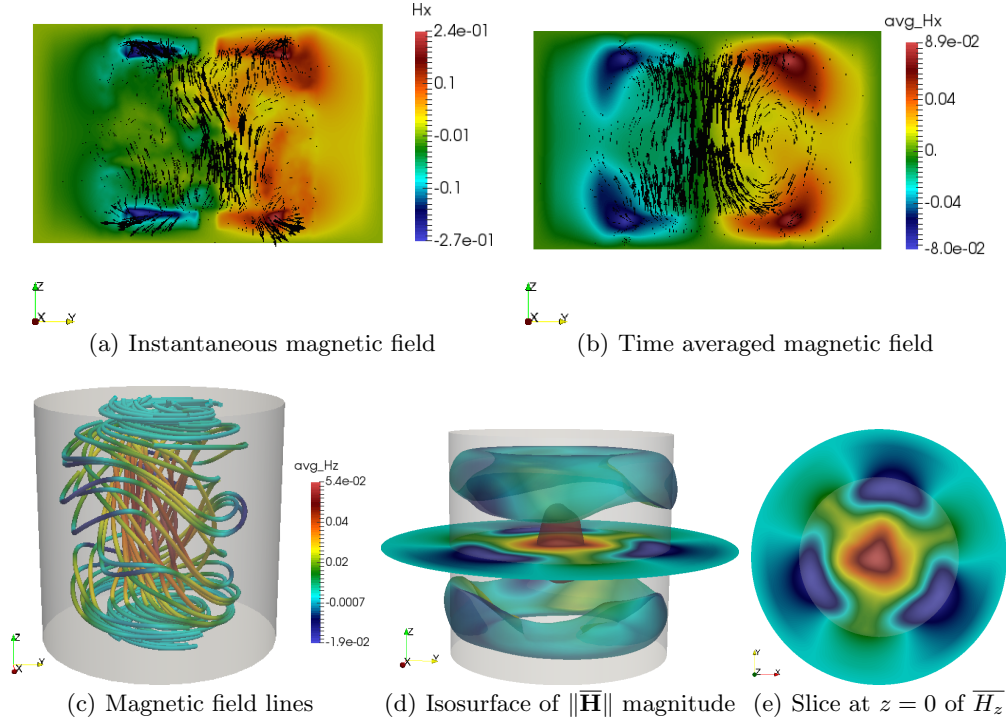 Hx
2.4e-01
0.1
-0.01
-0.1
-2.7e-01
avg_Hx
8.9e-02
0.04
0.
-0.04
-8.0e-02
Z
X
Y
Z
X
Y
(a) Instantaneous magnetic field
(b) Time averaged magnetic field
avg_Hz
5.4e-02
0.04
0.02
-0.0007
-1.9e-02
Z
X
Y
Z
X
Y
Y
Z
X
(c) Magnetic field lines
(d) Isosurface of ‖H̅‖ magnitude
(e) Slice at z = 0 of H̅z